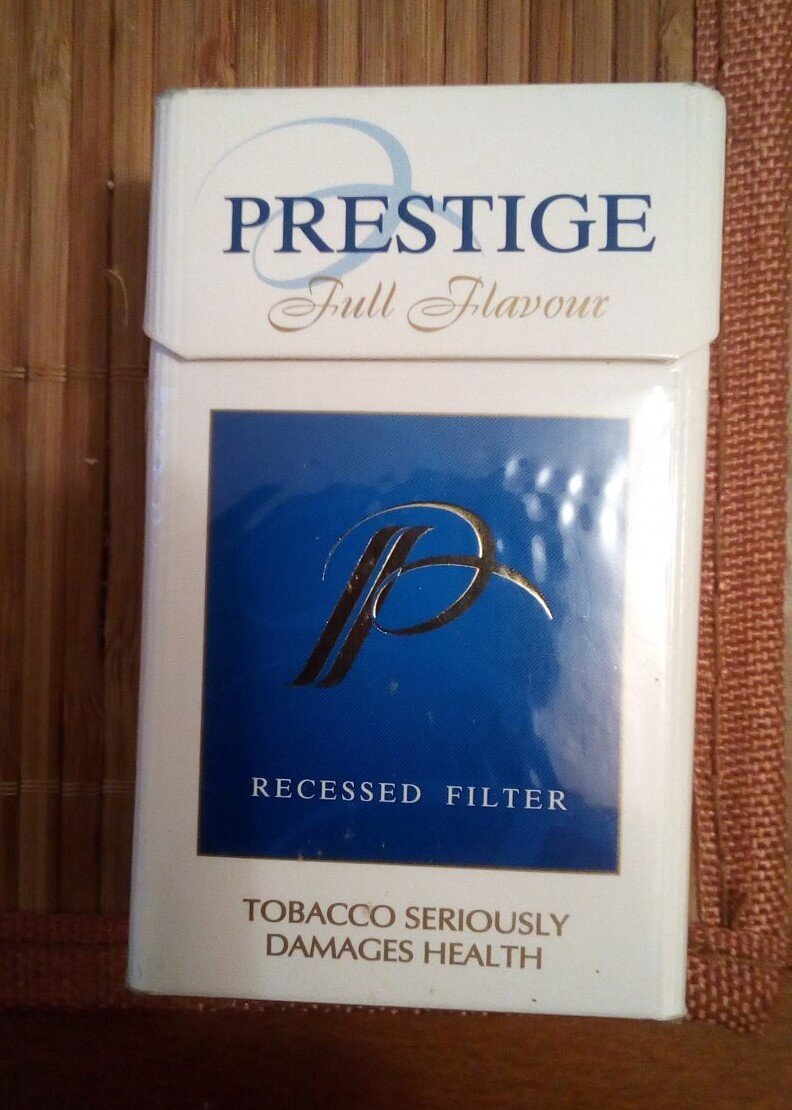 PRESTIGE
Full Flavour
P
RECESSED FILTER
TOBACCO SERIOUSLY
DAMAGES HEALTH